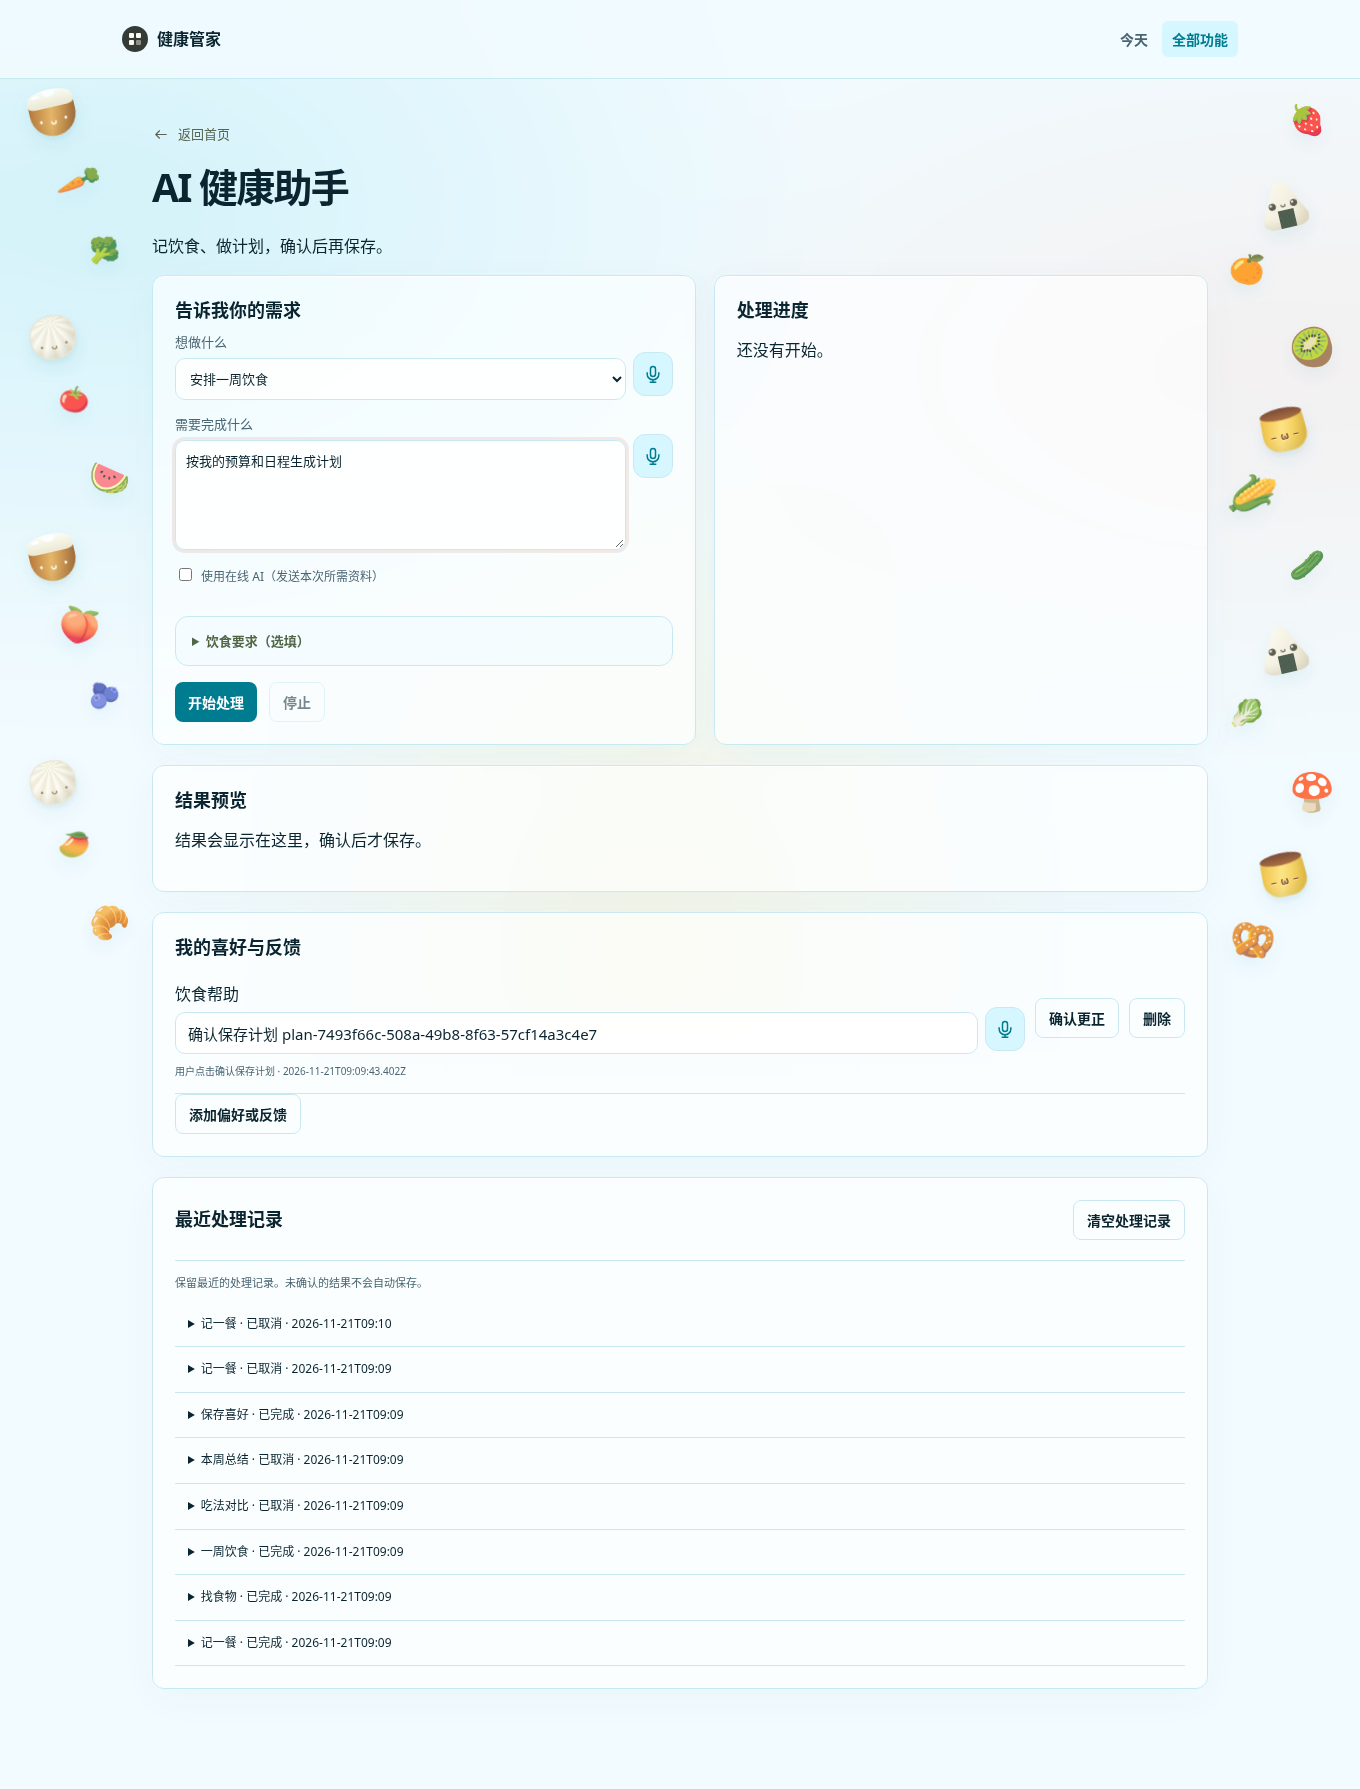 健康管家
今天
全部功能
← 返回首页
AI 健康助手
记饮食、做计划，确认后再保存。
告诉我你的需求
想做什么
安排一周饮食
需要完成什么
按我的预算和日程生成计划
使用在线 AI（发送本次所需资料）
饮食要求（选填）
开始处理
停止
处理进度
还没有开始。
结果预览
结果会显示在这里，确认后才保存。
我的喜好与反馈
饮食帮助
确认保存计划 plan-7493f66c-508a-49b8-8f63-57cf14a3c4e7
确认更正
删除
用户点击确认保存计划 · 2026-11-21T09:09:43.402Z
添加偏好或反馈
最近处理记录
清空处理记录
保留最近的处理记录。未确认的结果不会自动保存。
记一餐 · 已取消 · 2026-11-21T09:10
记一餐 · 已取消 · 2026-11-21T09:09
保存喜好 · 已完成 · 2026-11-21T09:09
本周总结 · 已取消 · 2026-11-21T09:09
吃法对比 · 已取消 · 2026-11-21T09:09
一周饮食 · 已完成 · 2026-11-21T09:09
找食物 · 已完成 · 2026-11-21T09:09
记一餐 · 已完成 · 2026-11-21T09:09